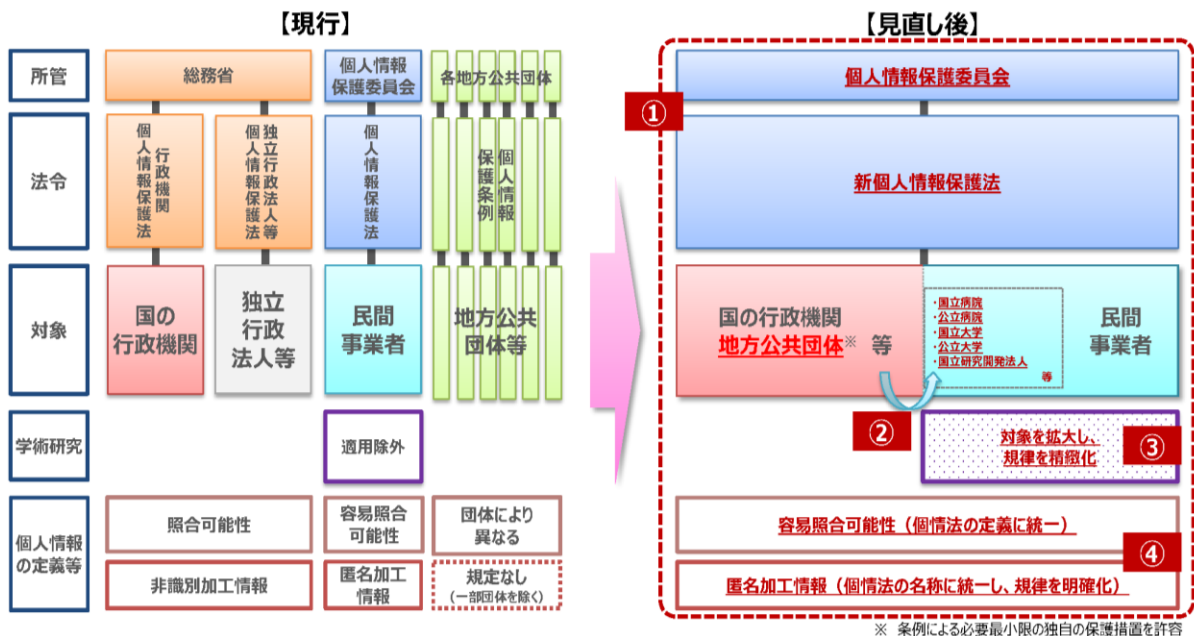 【現行】
【見直し後】
所管
総務省
個人情報
保護委員会
各地方公共団体
個人情報保護委員会
①
法令
行政機関
個人情報保護法
独立行政法人等
個人情報保護法
個人情報保護法
個人情報
保護条例
新個人情報保護法
対象
国の
行政機関
独立
行政
法人等
民間
事業者
地方公共
団体等
国の行政機関
地方公共団体※ 等
・国立病院
・公立病院
・国立大学
・公立大学
・国立研究開発法人
等
民間
事業者
②
学術研究
適用除外
対象を拡大し、
規律を精緻化
③
個人情報
の定義等
照合可能性
容易照合
可能性
団体により
異なる
容易照合可能性（個情法の定義に統一）
④
非識別加工情報
匿名加工
情報
規定なし
（一部団体を除く）
匿名加工情報（個情法の名称に統一し、規律を明確化）
※ 条例による必要最小限の独自の保護措置を許容